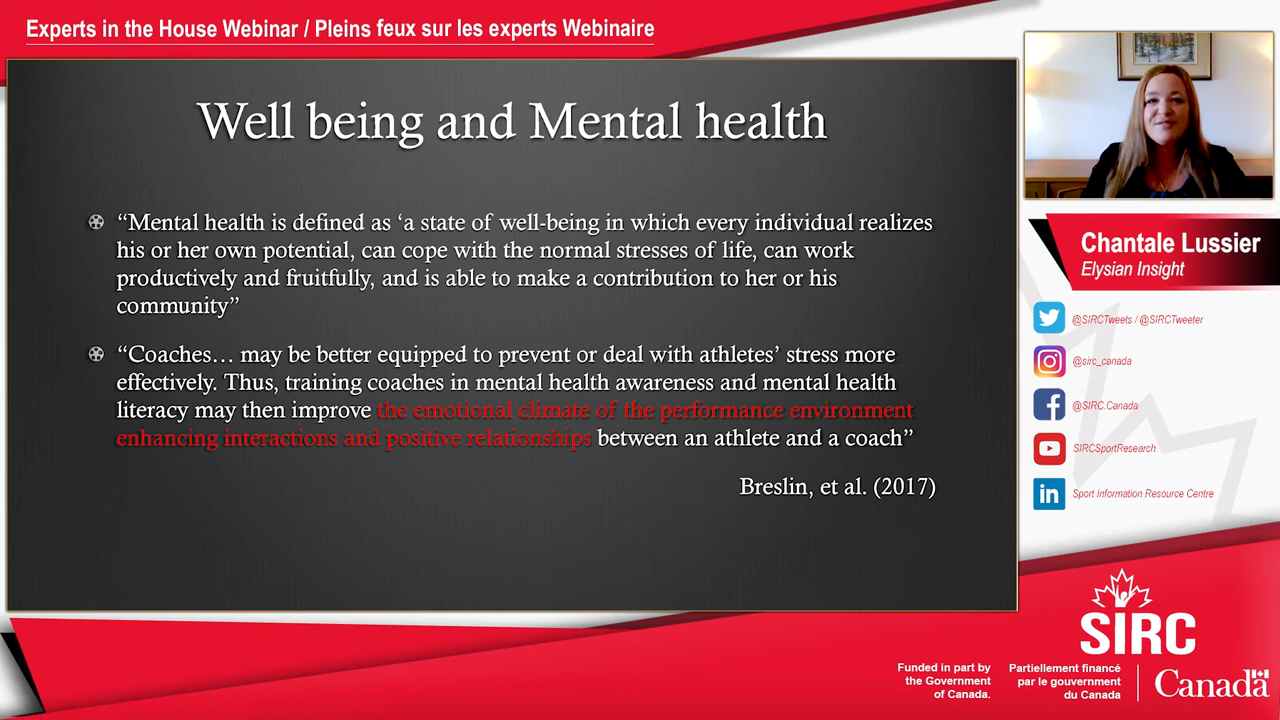 Experts in the House Webinar / Pleins feux sur les experts Webinaire
Well being and Mental health
“Mental health is defined as ‘a state of well-being in which every individual realizes
his or her own potential, can cope with the normal stresses of life, can work
productively and fruitfully, and is able to make a contribution to her or his
community”
“Coaches… may be better equipped to prevent or deal with athletes’ stress more
effectively. Thus, training coaches in mental health awareness and mental health
literacy may then improve the emotional climate of the performance environment
enhancing interactions and positive relationships between an athlete and a coach”
Breslin, et al. (2017)
Chantale Lussier
Elysian Insight
@SIRCTweets / @SIRCTweeter
@sirc_canada
@SIRC.Canada
SIRCSportResearch
in
Sport Information Resource Centre
SIRC
Funded in part by
the Government
of Canada.
Partiellement financé
par le gouvernment
du Canada
Canada